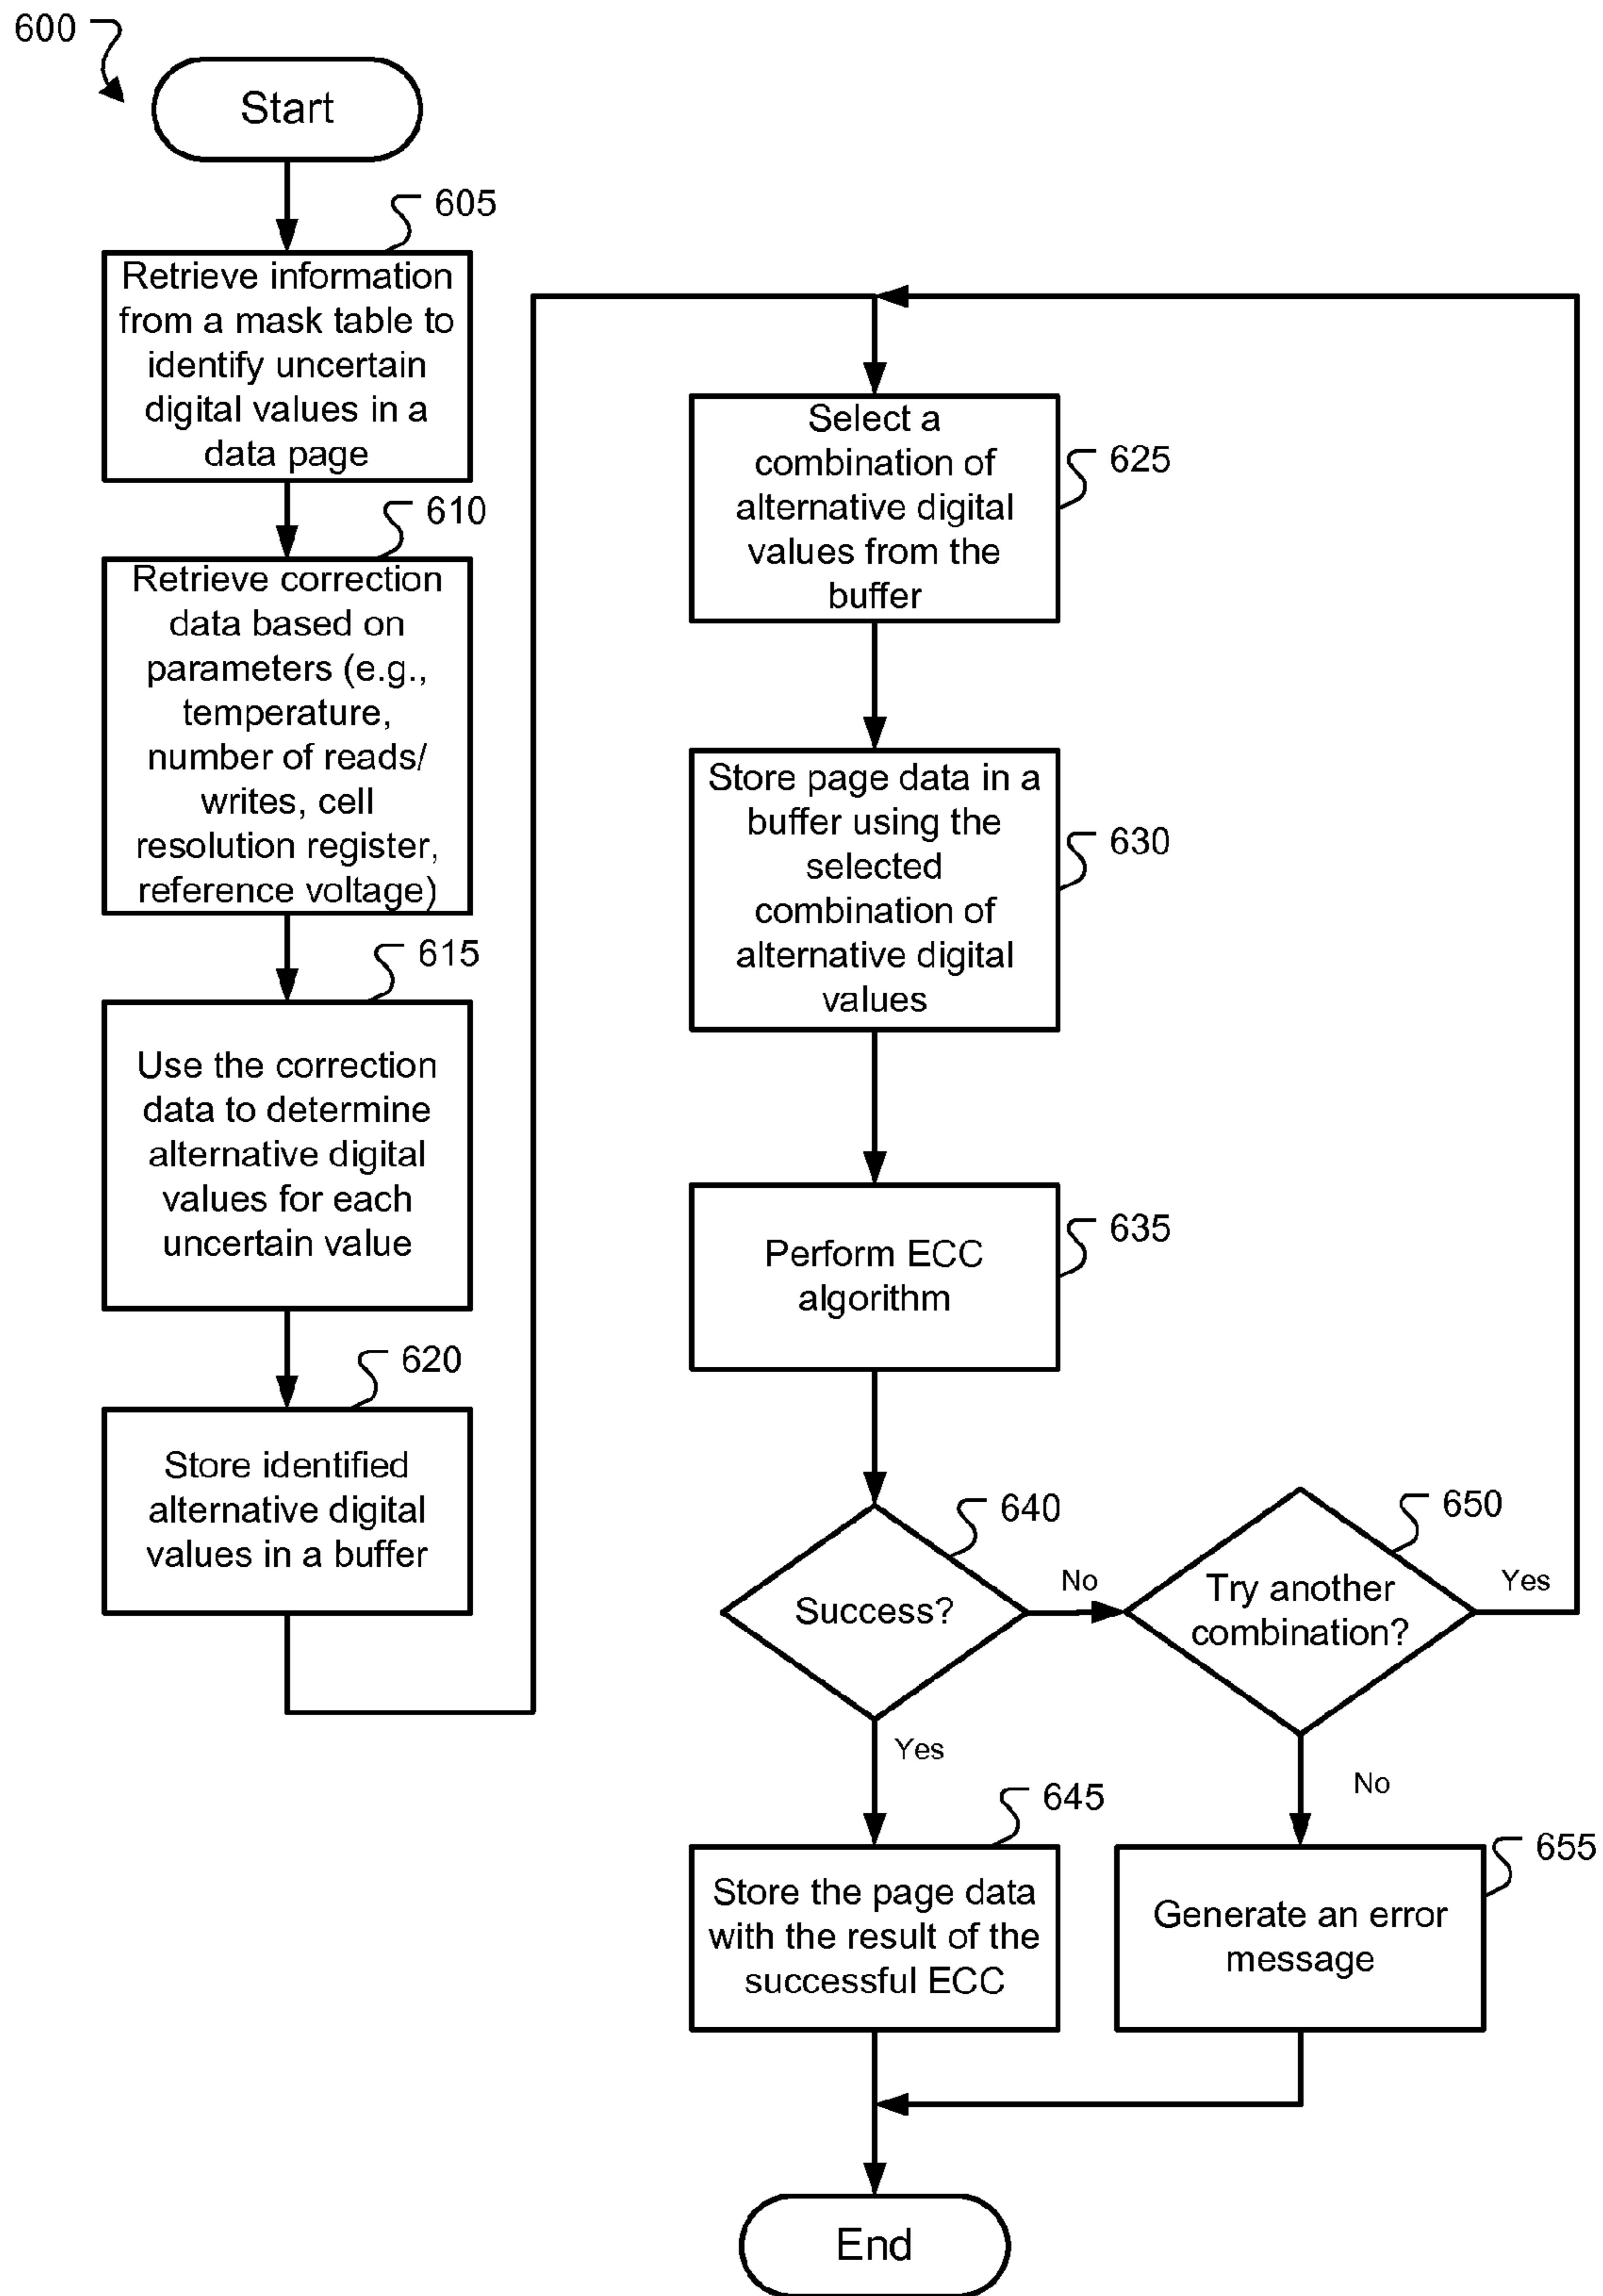 600
Start
605
Retrieve information
from a mask table to
identify uncertain
digital values in a
data page
610
Retrieve correction
data based on
parameters (e.g.,
temperature,
number of reads/
writes, cell
resolution register,
reference voltage)
615
Use the correction
data to determine
alternative digital
values for each
uncertain value
620
Store identified
alternative digital
values in a buffer
Select a
combination of
alternative digital
values from the
buffer
625
Store page data in a
buffer using the
selected
combination of
alternative digital
values
630
Perform ECC
algorithm
635
Success?
640
No
Yes
Try another
combination?
650
Yes
No
645
Store the page data
with the result of the
successful ECC
655
Generate an error
message
End